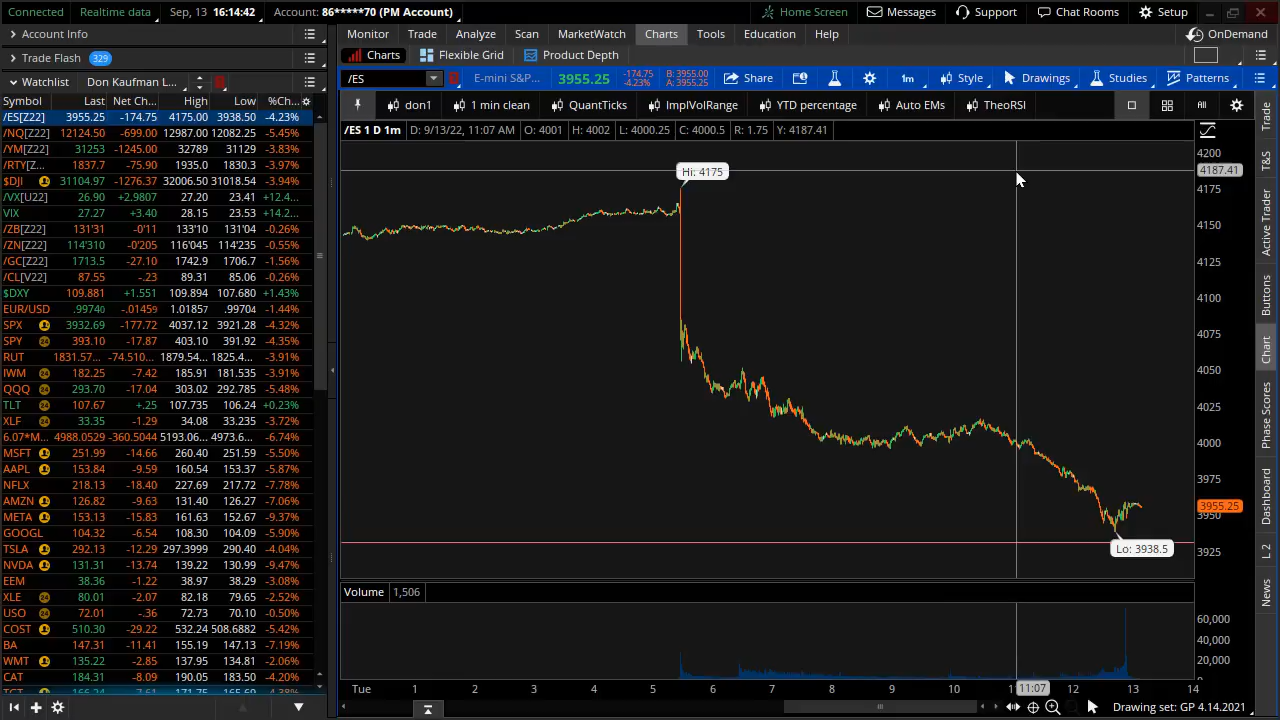 Connected Realtime data Sep, 13 16:14:42 Account: 86*****70 (PM Account) Home Screen Messages Support Chat Rooms Setup
Account Info
Trade Flash 329
Watchlist Don Kaufman L...
Symbol Last Net Ch... High Low %Ch...
/ES[Z22] 3955.25 -174.75 4175.00 3938.50 -4.23%
/NQ[Z22] 12124.50 -699.00 12987.00 12082.25 -5.45%
/YM[Z22] 31253 -1245.00 32789 31129 -3.83%
/RTY[Z... 1837.7 -75.90 1935.0 1830.3 -3.97%
$DJI 31104.97 -1276.37 32006.50 31018.54 -3.94%
/VX[U22] 26.90 +2.9807 27.20 23.41 +12.4...
VIX 27.27 +3.40 28.15 23.53 +14.2...
/ZB[Z22] 131'31 -0'11 133'10 131'04 -0.26%
/ZN[Z22] 114'310 -0'205 116'045 114'235 -0.55%
/GC[Z22] 1713.5 -27.10 1742.9 1706.7 -1.56%
/CL[V22] 87.55 -.23 89.31 85.06 -0.26%
$DXY 109.881 +1.551 109.894 107.680 +1.43%
EUR/USD .99740 -.01459 1.01857 .99704 -1.44%
SPX 3932.69 -177.72 4037.12 3921.28 -4.32%
SPY 393.10 -17.87 403.10 391.92 -4.35%
RUT 1831.57... -74.510... 1879.54... 1825.4... -3.91%
IWM 182.25 -7.42 185.91 181.535 -3.91%
QQQ 293.70 -17.04 303.02 292.785 -5.48%
TLT 107.67 +.25 107.735 106.24 +0.23%
XLF 33.35 -1.29 34.08 33.235 -3.72%
6.07*M... 4988.0529 -360.5044 5193.06... 4973.6... -6.74%
MSFT 251.99 -14.66 260.40 251.23 -5.50%
AAPL 153.84 -9.59 160.54 153.37 -5.87%
NFLX 218.13 -18.40 227.69 217.72 -7.78%
AMZN 126.82 -9.63 131.40 126.27 -7.06%
META 153.13 -15.83 161.63 152.67 -9.37%
GOOGL 104.32 -6.54 108.30 104.09 -5.90%
TSLA 292.13 -12.29 297.3999 290.40 -4.04%
NVDA 131.31 -13.74 139.22 130.99 -9.47%
EEM 38.36 -1.22 38.97 38.29 -3.08%
XLE 80.01 -2.07 82.18 79.65 -2.52%
USO 72.01 -.36 72.73 70.10 -0.50%
COST 510.30 -29.22 532.24 508.6882 -5.42%
BA 147.31 -11.41 155.19 147.13 -7.19%
WMT 135.22 -2.85 137.95 134.81 -2.06%
CAT 184.31 -8.09 190.05 183.50 -4.20%
TGT 166.24 -7.61 171.75 165.69 -4.38%
Monitor Trade Analyze Scan MarketWatch Charts Tools Education Help OnDemand
Charts Flexible Grid Product Depth
/ES E-mini S&P... 3955.25 -174.75 -4.23% B: 3955.00 A: 3955.25 Share 1m Style Drawings Studies Patterns
don1 1 min clean QuantTicks ImplVolRange YTD percentage Auto EMs TheoRSI All
/ES 1 D 1m D: 9/13/22, 11:07 AM O: 4001 H: 4002 L: 4000.25 C: 4000.5 R: 1.75 Y: 4187.41
Hi: 4175
Lo: 3938.5
4200
4187.41
4175
4150
4125
4100
4075
4050
4025
4000
3975
3955.25
3950
3925
Volume 1,506
60,000
40,000
20,000
Tue 1 2 3 4 5 6 7 8 9 10 11:07 12 13 14
Drawing set: GP 4.14.2021
Trade
T&S
Active Trader
Buttons
Chart
Phase Scores
Dashboard
L 2
News